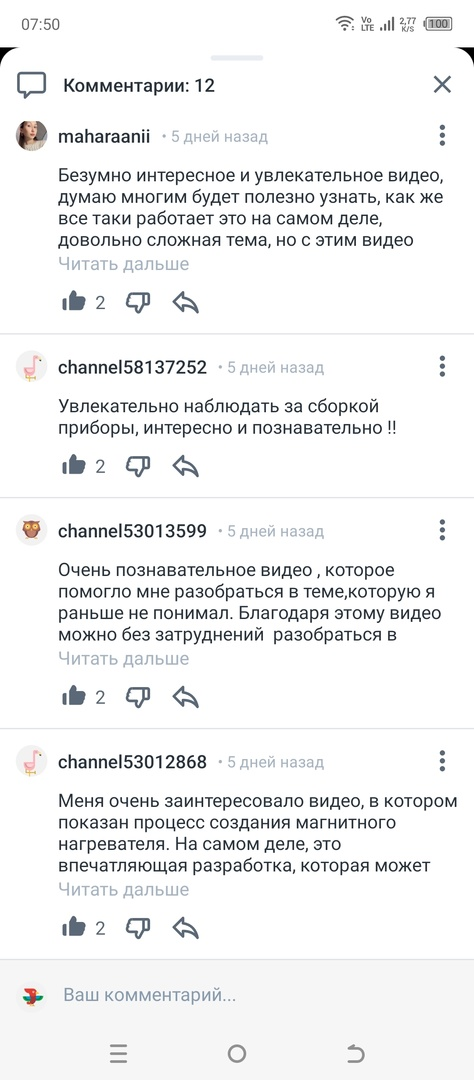 07:50
Vo LTE 2,77 K/S 100
Комментарии: 12
maharaanii • 5 дней назад
Безумно интересное и увлекательное видео,
думаю многим будет полезно узнать, как же
все таки работает это на самом деле,
довольно сложная тема, но с этим видео
Читать дальше
2
channel58137252 • 5 дней назад
Увлекательно наблюдать за сборкой
приборы, интересно и познавательно !!
2
channel53013599 • 5 дней назад
Очень познавательное видео , которое
помогло мне разобраться в теме,которую я
раньше не понимал. Благодаря этому видео
можно без затруднений  разобраться в
Читать дальше
2
channel53012868 • 5 дней назад
Меня очень заинтересовало видео, в котором
показан процесс создания магнитного
нагревателя. На самом деле, это
впечатляющая разработка, которая может
Читать дальше
2
Ваш комментарий...